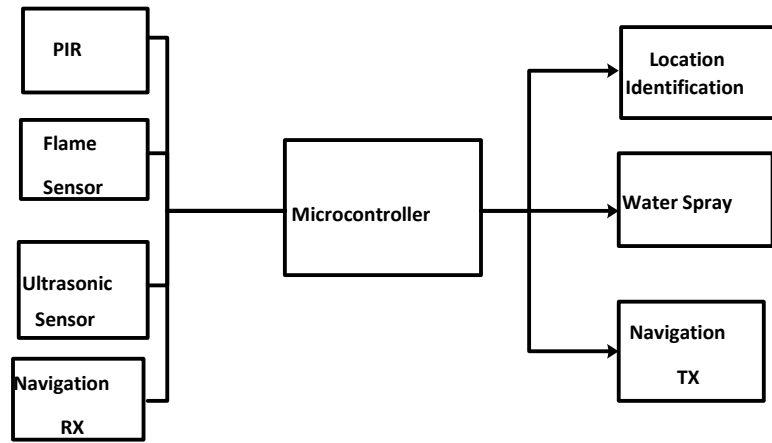 PIR
Flame
Sensor
Ultrasonic
Sensor
Navigation
RX
Microcontroller
Location
Identification
Water Spray
Navigation
TX